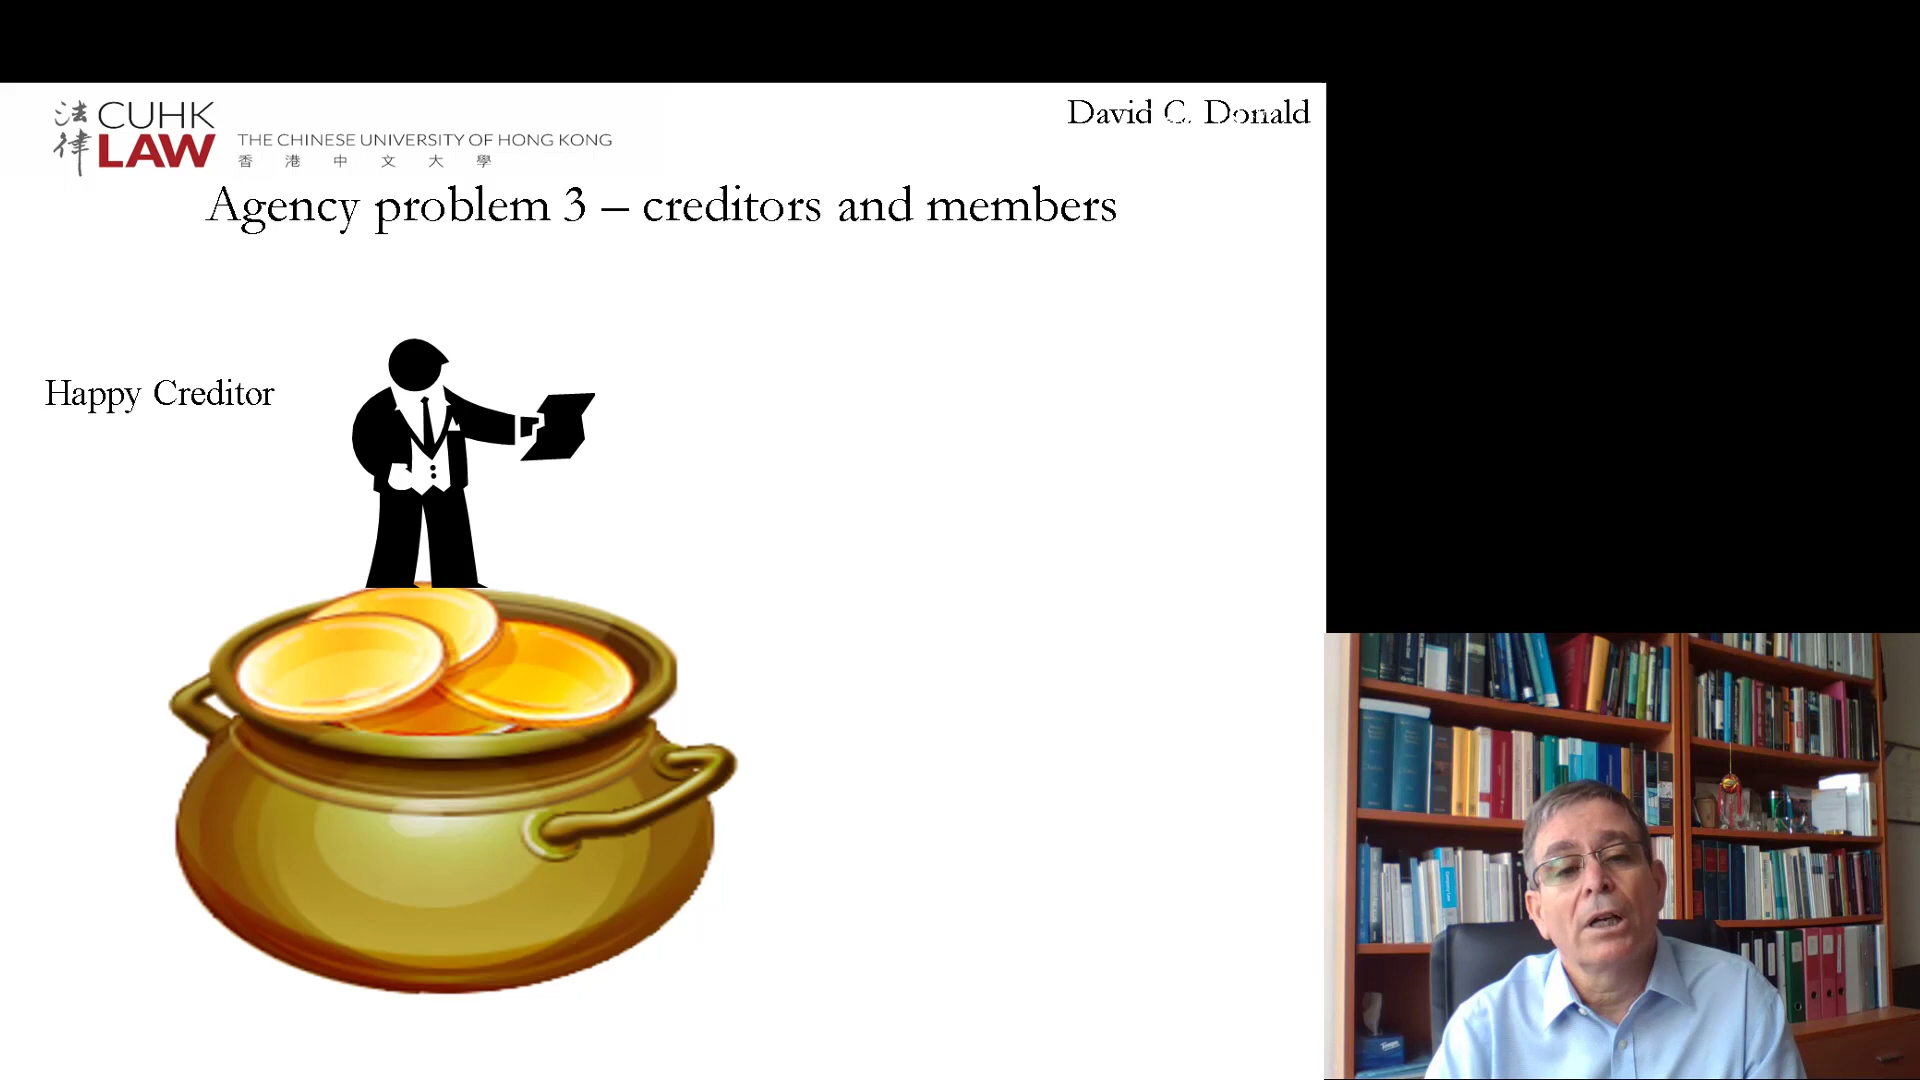 法律 CUHK LAW
THE CHINESE UNIVERSITY OF HONG KONG
香港中文大學
David C. Donald
Agency problem 3 – creditors and members
Happy Creditor